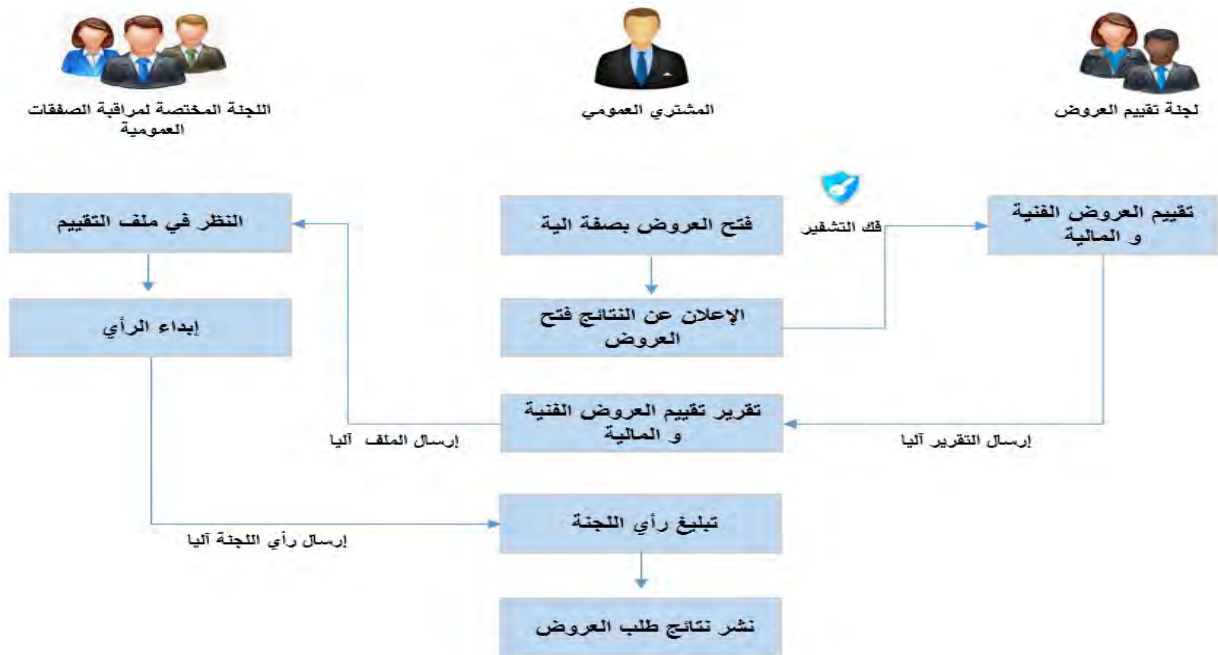 لجنة تقييم العروض
المشتري العمومي
اللجنة المختصة لمراقبة الصفقات
العمومية
فتح العروض بصفة الية
فك التشفير
تقييم العروض الفنية
و المالية
النظر في ملف التقييم
الإعلان عن النتائج فتح
العروض
إبداء الرأي
تقرير تقييم العروض الفنية
و المالية
إرسال التقرير آليا
إرسال الملف آليا
تبليغ رأي اللجنة
إرسال رأي اللجنة آليا
نشر نتائج طلب العروض